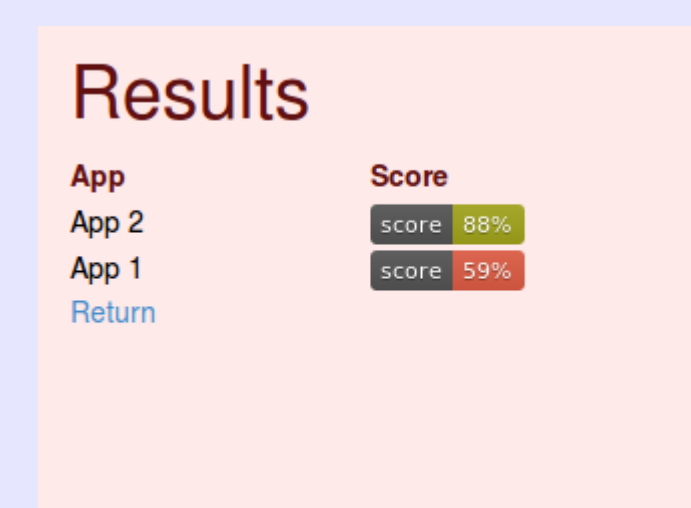 Results
App Score
App 2 score 88%
App 1 score 59%
Return